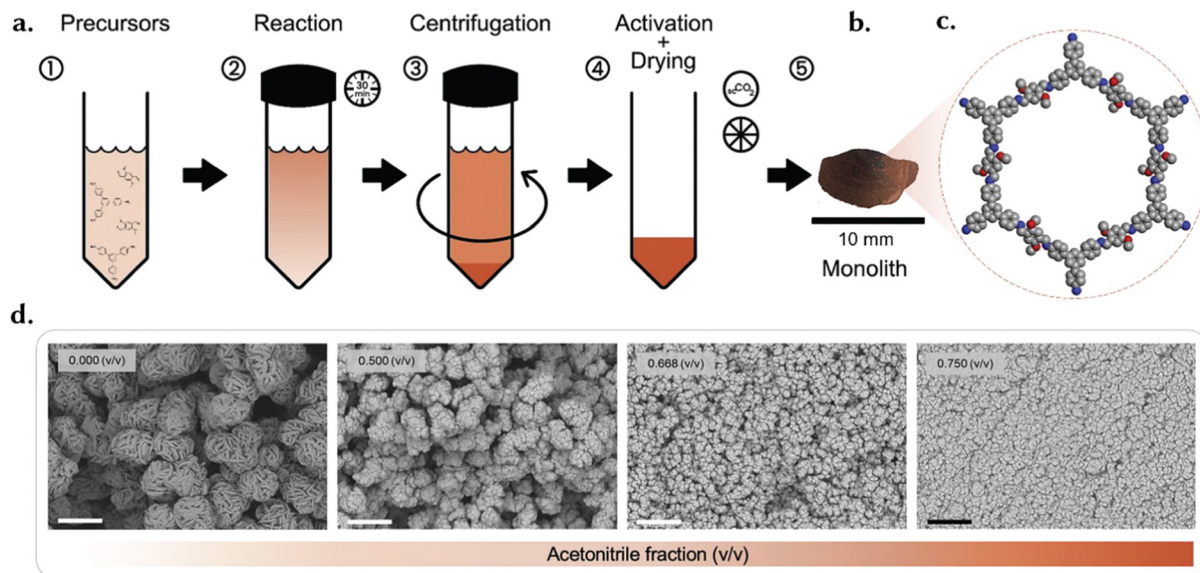 a.
Precursors
Reaction
Centrifugation
Activation
+
Drying
b.
c.
①
②
30
min
③
④
scCO2
⑤
10 mm
Monolith
d.
0.000 (v/v)
0.500 (v/v)
0.668 (v/v)
0.750 (v/v)
Acetonitrile fraction (v/v)